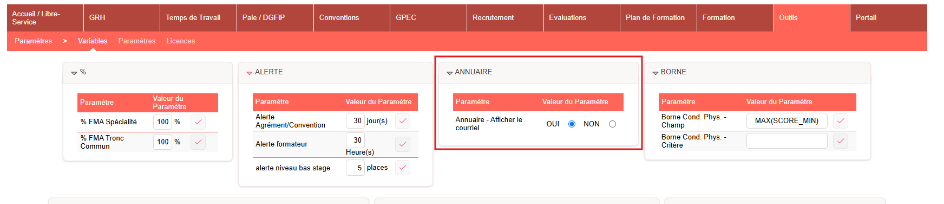 Accueil / Libre-
Service
GRH
Temps de Travail
Paie / DGFIP
Conventions
GPEC
Recrutement
Evaluations
Plan de Formation
Formation
Outils
Portail
Paramètres > Variables Paramètres Licences
%
Paramètre
Valeur du
Paramètre
% FMA Spécialité 100 %
% FMA Tronc
Commun
100 %
ALERTE
Paramètre Valeur du Paramètre
Alerte
Agrément/Convention
30 jour(s)
Alerte formateur
30
Heure(s)
alerte niveau bas stage 5 places
ANNUAIRE
Paramètre Valeur du Paramètre
Annuaire - Afficher le
courriel
OUI NON
BORNE
Paramètre Valeur du Paramètre
Borne Cond. Phys. -
Champ
MAX(SCORE_MIN)
Borne Cond. Phys. -
Critère